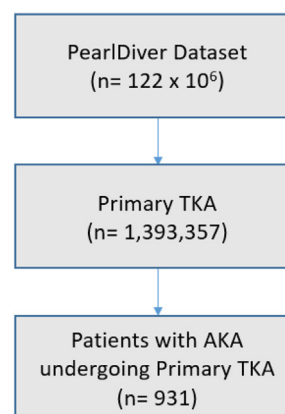 PearlDiver Dataset
(n= 122 x 10⁶)
Primary TKA
(n= 1,393,357)
Patients with AKA
undergoing Primary TKA
(n= 931)